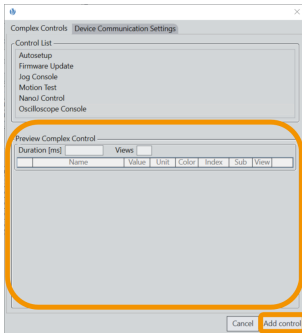 Complex Controls Device Communication Settings
Control List
Autosetup
Firmware Update
Jog Console
Motion Test
NanoJ Control
Oscilloscope Console
Preview Complex Control
Duration [ms] Views
Name Value Unit Color Index Sub View
Cancel Add control